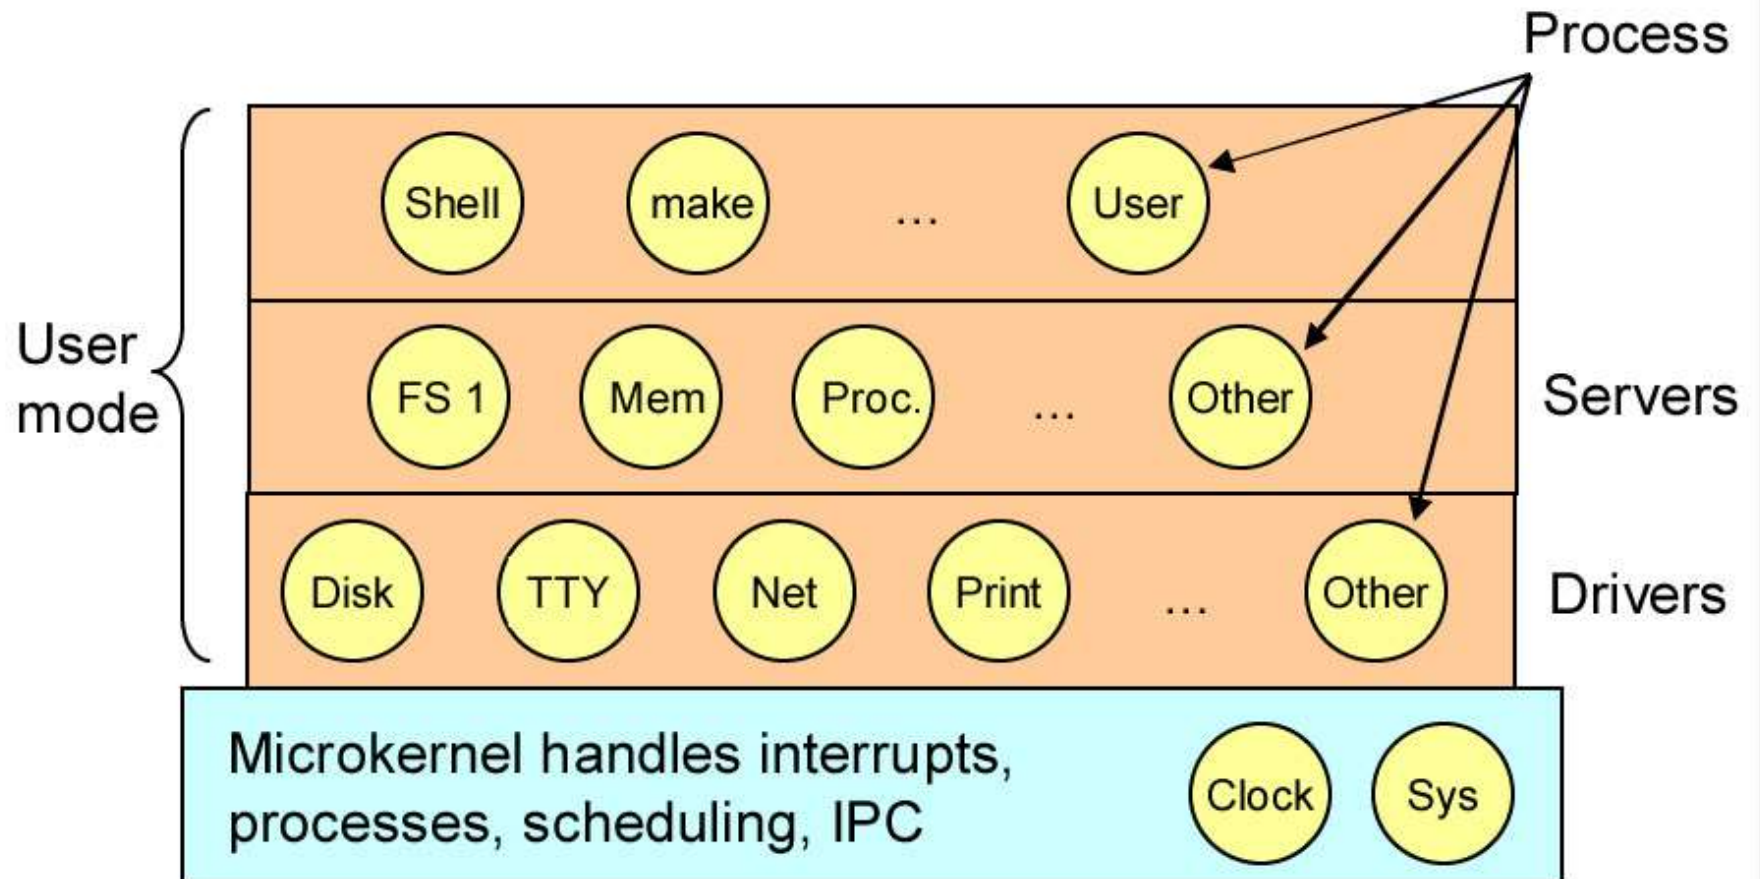 Process
Shell
make
...
User
User
mode
FS 1
Mem
Proc.
...
Other
Servers
Disk
TTY
Net
Print
...
Other
Drivers
Microkernel handles interrupts,
processes, scheduling, IPC
Clock
Sys